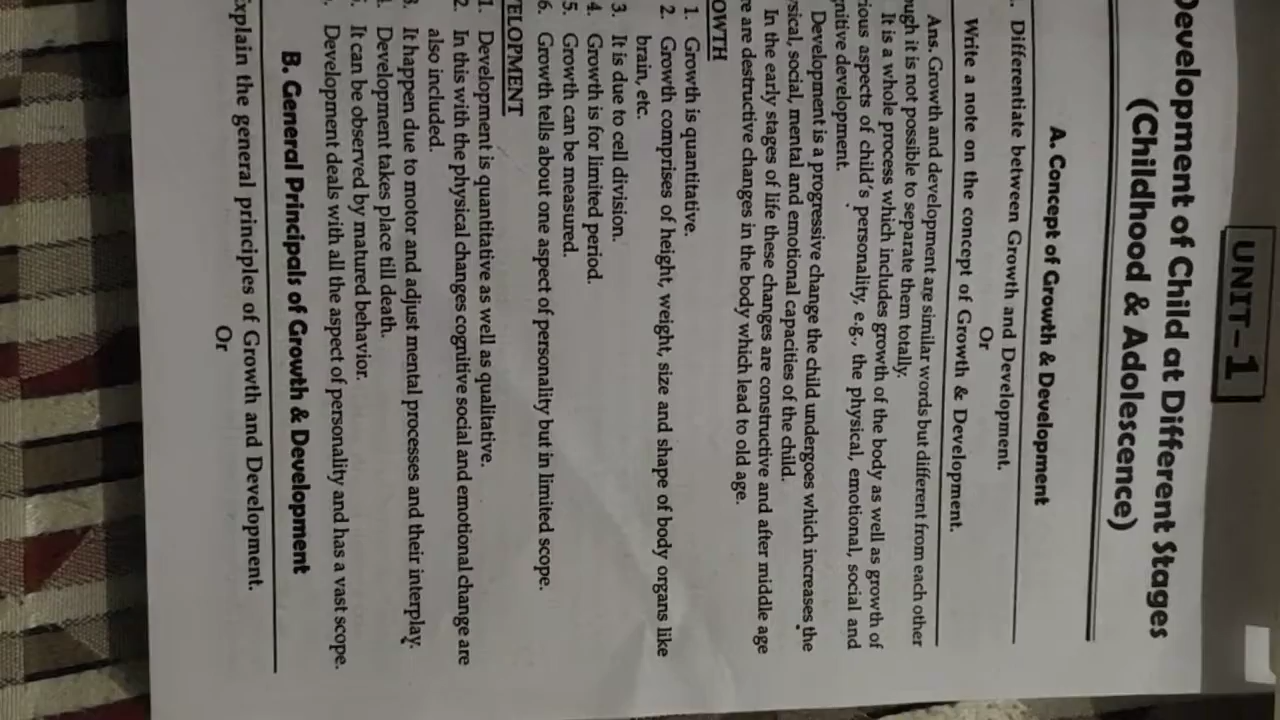 UNIT-1
Development of Child at Different Stages
(Childhood & Adolescence)
A. Concept of Growth & Development
Differentiate between Growth and Development.
Or
Write a note on the concept of Growth & Development.
Ans. Growth and development are similar words but different from each other
it is not possible to separate them totally.
It is a whole process which includes growth of the body as well as growth of
aspects of child's personality, e.g., the physical, emotional, social and
development.
Development is a progressive change the child undergoes which increases the
social, mental and emotional capacities of the child.
In the early stages of life these changes are constructive and after middle age
are destructive changes in the body which lead to old age.
1. Growth is quantitative.
2. Growth comprises of height, weight, size and shape of body organs like
brain, etc.
3. It is due to cell division.
4. Growth is for limited period.
5. Growth can be measured.
6. Growth tells about one aspect of personality but in limited scope.
1. Development is quantitative as well as qualitative.
2. In this with the physical changes cognitive social and emotional change are
also included.
3. It happen due to motor and adjust mental processes and their interplay.
Development takes place till death.
It can be observed by matured behavior.
Development deals with all the aspect of personality and has a vast scope.
B. General Principals of Growth & Development
Explain the general principles of Growth and Development.
Or